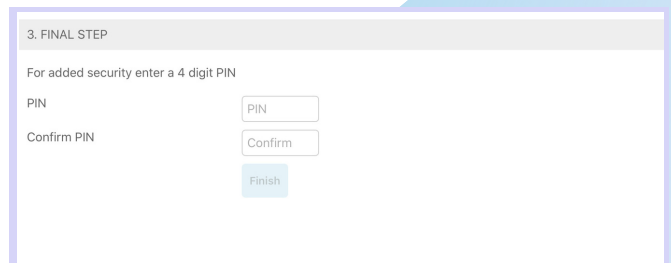 3. FINAL STEP
For added security enter a 4 digit PIN
PIN
PIN
Confirm PIN
Confirm
Finish